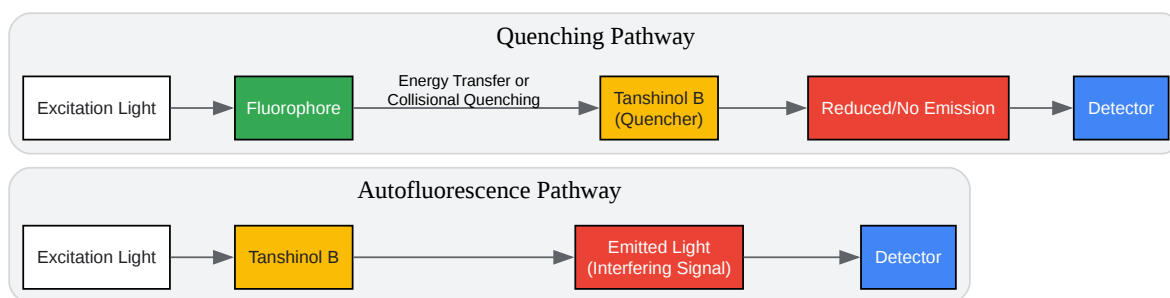 Quenching Pathway
Excitation Light
Fluorophore
Energy Transfer or
Collisional Quenching
Tanshinol B
(Quencher)
Reduced/No Emission
Detector
Autofluorescence Pathway
Excitation Light
Tanshinol B
Emitted Light
(Interfering Signal)
Detector